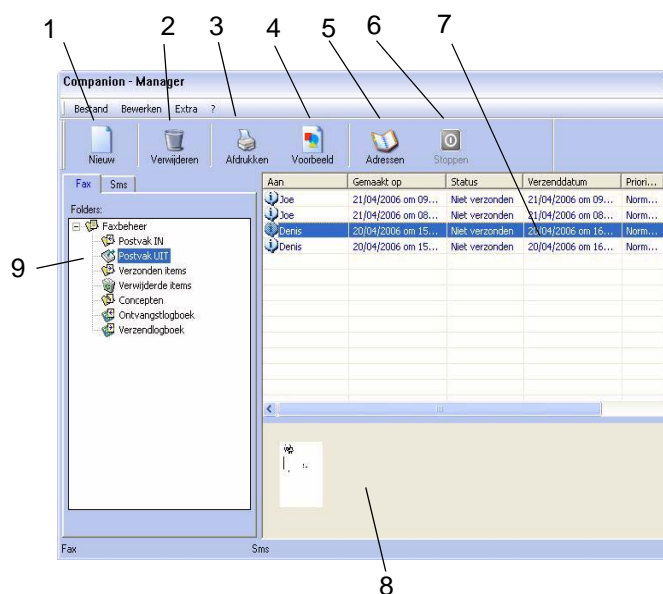 1 2 3 4 5 6 7
Companion - Manager
Bestand Bewerken Extra ?
Nieuw Verwijderen Afdrukken Voorbeeld Adressen Stoppen
Fax Sms
Folders:
Faxbeheer
Postvak IN
Postvak UIT
Verzonden items
Verwijderde items
Concepten
Ontvangstlogboek
Verzendlogboek
9
Aan Gemaakt op Status Verzenddatum Priori...
Joe 21/04/2006 om 09... Niet verzonden 21/04/2006 om 09... Norm...
Joe 21/04/2006 om 08... Niet verzonden 21/04/2006 om 08... Norm...
Denis 20/04/2006 om 15... Niet verzonden 20/04/2006 om 16... Norm...
Denis 20/04/2006 om 15... Niet verzonden 20/04/2006 om 16... Norm...
Fax Sms
8